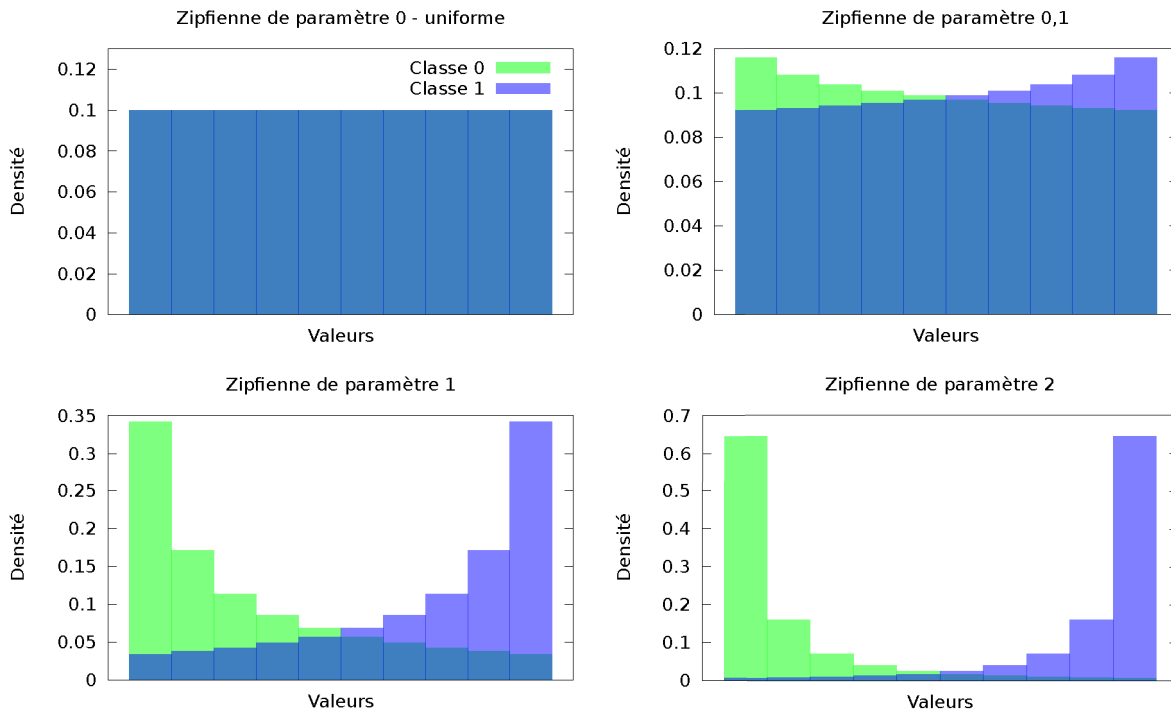 Zipfienne de paramètre 0 - uniforme
Densité
0.12
0.1
0.08
0.06
0.04
0.02
0
Classe 0
Classe 1
Valeurs
Zipfienne de paramètre 0,1
Densité
0.12
0.1
0.08
0.06
0.04
0.02
0
Valeurs
Zipfienne de paramètre 1
Densité
0.35
0.3
0.25
0.2
0.15
0.1
0.05
0
Valeurs
Zipfienne de paramètre 2
Densité
0.7
0.6
0.5
0.4
0.3
0.2
0.1
0
Valeurs